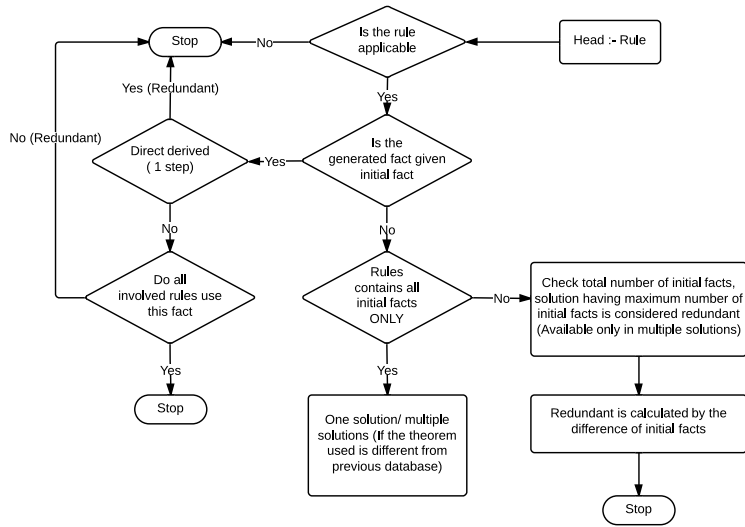 Stop
No
Is the rule
applicable
Head :- Rule
Yes (Redundant)
Yes
No (Redundant)
Direct derived
( 1 step)
Yes
Is the
generated fact given
initial fact
No
No
Do all
involved rules use
this fact
Rules
contains all
initial facts
ONLY
No
Check total number of initial facts,
solution having maximum number of
initial facts is considered redundant
(Available only in multiple solutions)
Yes
Yes
Stop
One solution/ multiple
solutions (If the theorem
used is different from
previous database)
Redundant is calculated by the
difference of initial facts
Stop